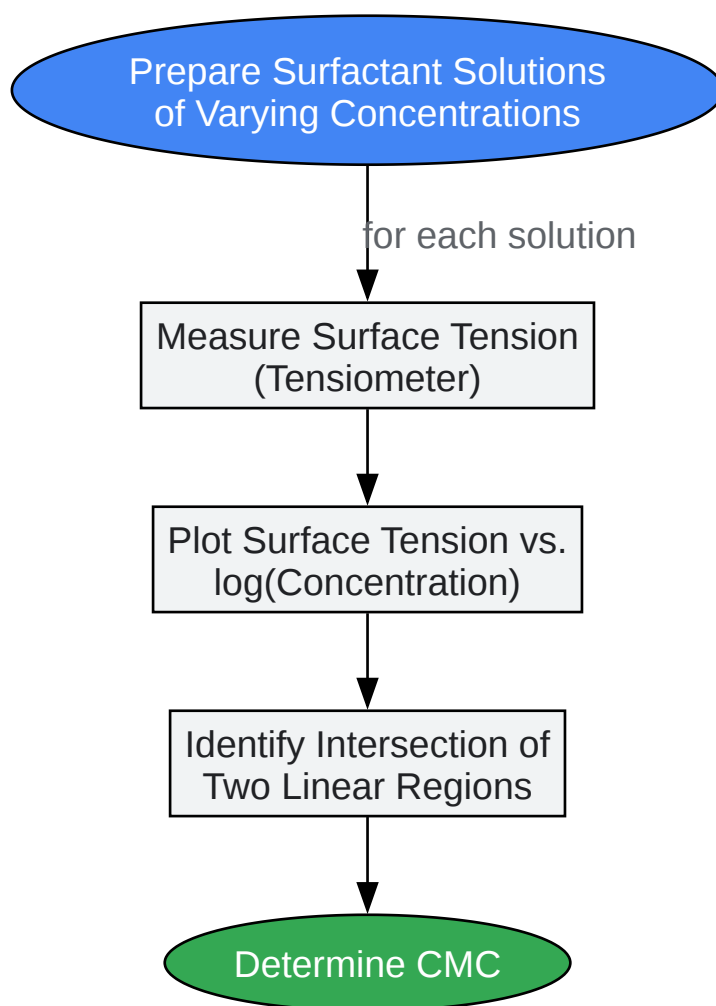 Prepare Surfactant Solutions
of Varying Concentrations
for each solution
Measure Surface Tension
(Tensiometer)
Plot Surface Tension vs.
log(Concentration)
Identify Intersection of
Two Linear Regions
Determine CMC